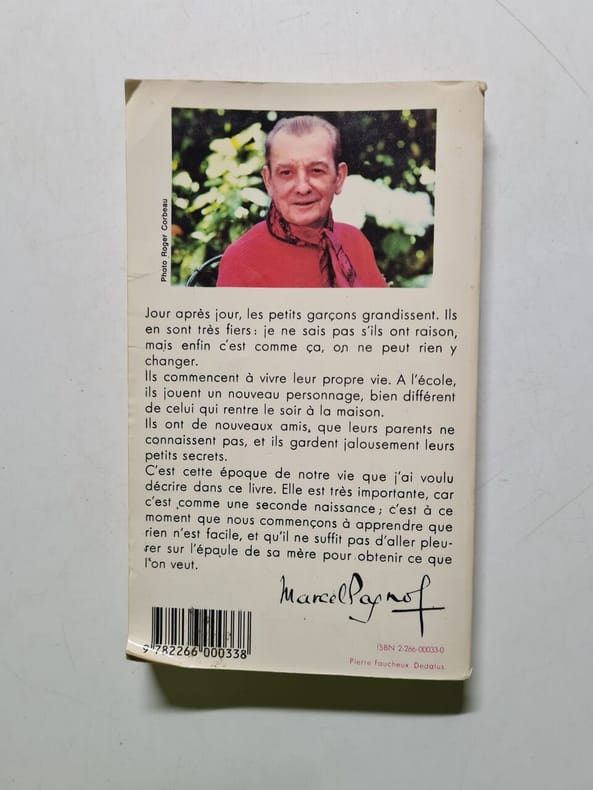 Photo Roger Corbeau
Jour après jour, les petits garçons grandissent. Ils
en sont très fiers : je ne sais pas s'ils ont raison,
mais enfin c'est comme ça, on ne peut rien y
changer.
Ils commencent à vivre leur propre vie. A l'école,
ils jouent un nouveau personnage, bien différent
de celui qui rentre le soir à la maison.
Ils ont de nouveaux amis, que leurs parents ne
connaissent pas, et ils gardent jalousement leurs
petits secrets.
C'est cette époque de notre vie que j'ai voulu
décrire dans ce livre. Elle est très importante, car
c'est comme une seconde naissance ; c'est à ce
moment que nous commençons à apprendre que
rien n'est facile, et qu'il ne suffit pas d'aller pleu-
rer sur l'épaule de sa mère pour obtenir ce que
l'on veut.
Marcel Pagnol
9 782266 000338
ISBN 2-266-00033-0
Pierre Faucheux Dedalus